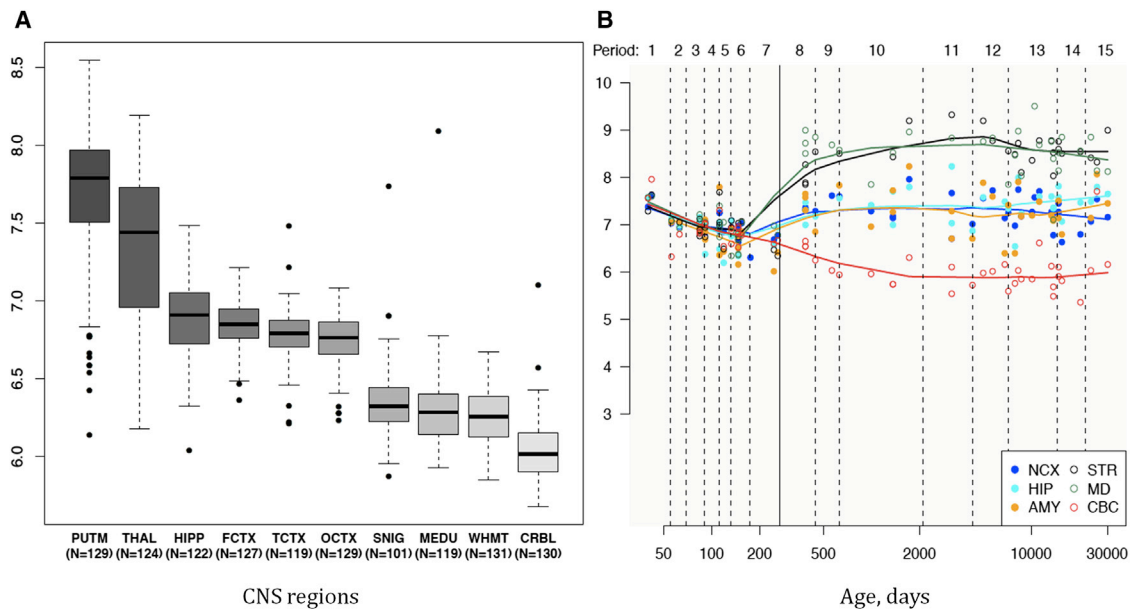 A
8.5
8.0
7.5
7.0
6.5
6.0
PUTM THAL HIPP FCTX TCTX OCTX SNIG MEDU WHMT CRBL
(N=129) (N=124) (N=122) (N=127) (N=119) (N=129) (N=101) (N=119) (N=131) (N=130)
CNS regions
B
Period: 1 2 3 4 5 6 7 8 9 10 11 12 13 14 15
10
9
8
7
6
5
4
3
NCX STR
HIP MD
AMY CBC
50 100 200 500 2000 10000 30000
Age, days